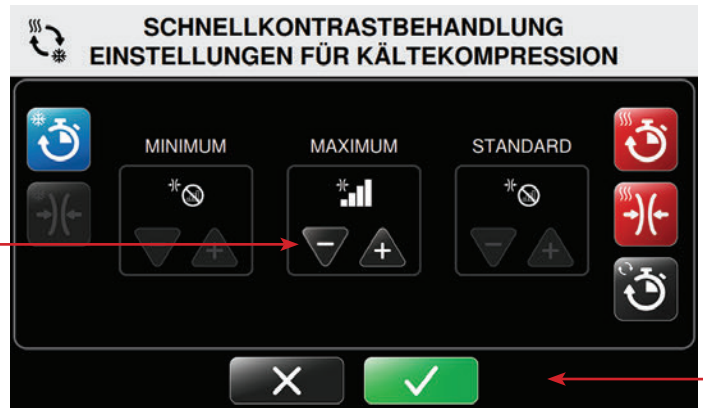 SCHNELLKONTRASTBEHANDLUNG
EINSTELLUNGEN FÜR KÄLTEKOMPRESSION
MINIMUM MAXIMUM STANDARD